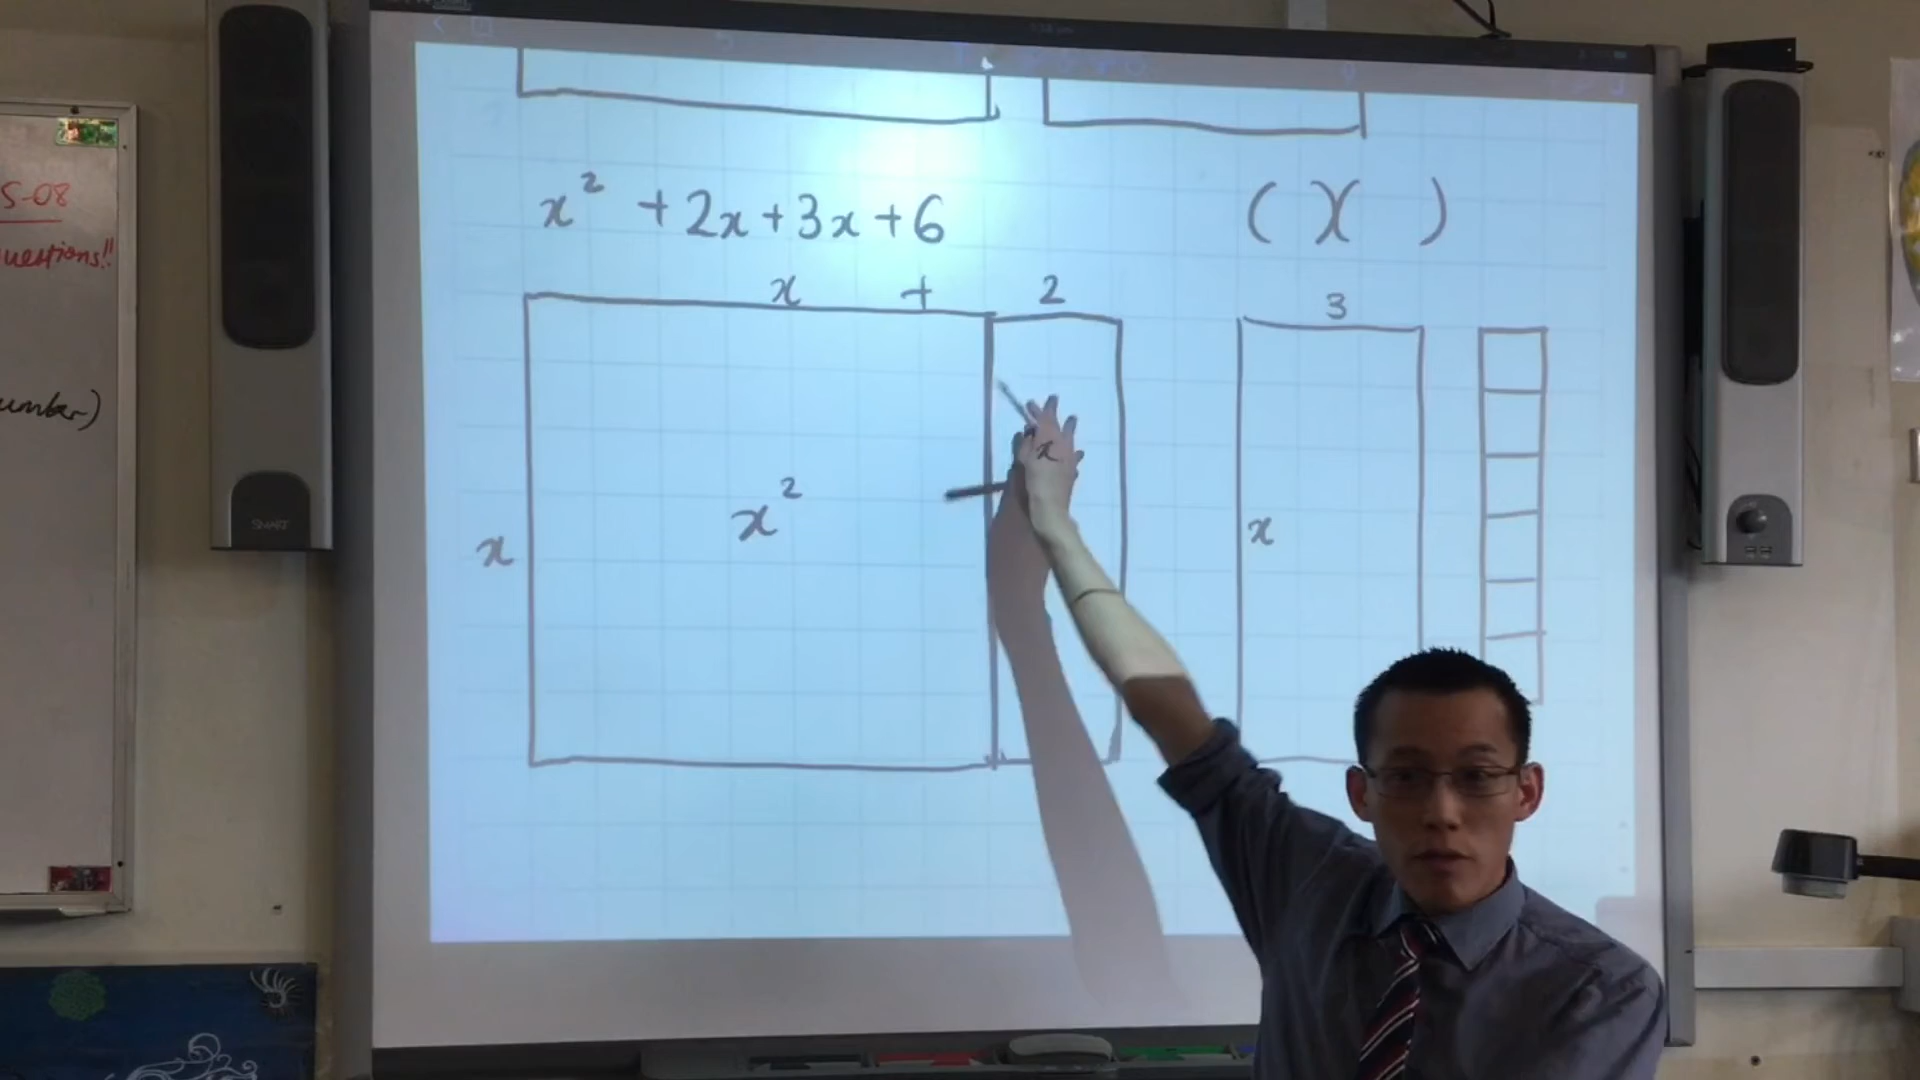 S-08
uestions!!
umber)
x² + 2x + 3x + 6
( )( )
x + 2
3
x²
x
x
x
SMART